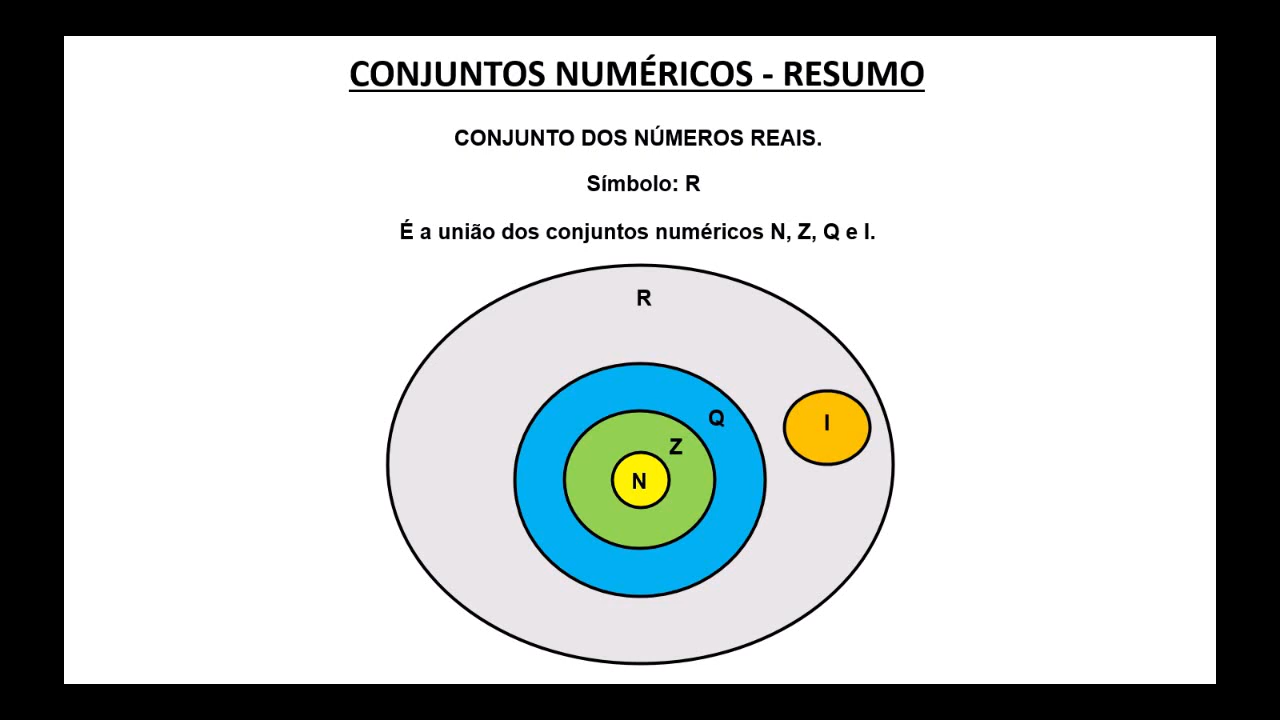 CONJUNTOS NUMÉRICOS - RESUMO
CONJUNTO DOS NÚMEROS REAIS.
Símbolo: R
É a união dos conjuntos numéricos N, Z, Q e I.
R
Q
I
Z
N